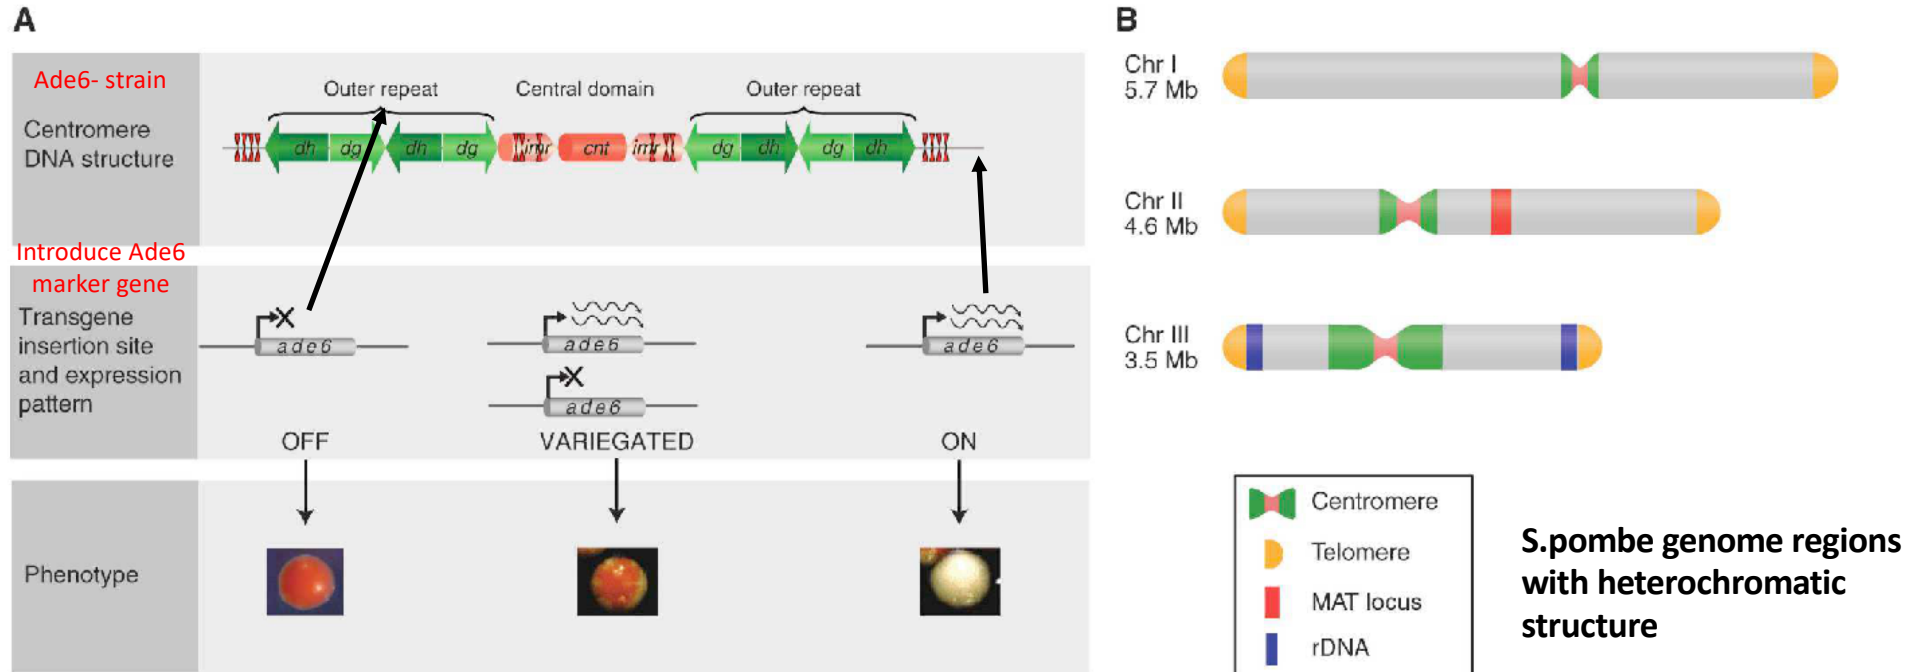 A
Ade6- strain
Centromere
DNA structure
Outer repeat
Central domain
Outer repeat
dh dg dh dg imr cnt imr dg dh dg dh
Introduce Ade6
marker gene
Transgene
insertion site
and expression
pattern
ade6
ade6
ade6
ade6
OFF
VARIEGATED
ON
Phenotype
B
Chr I
5.7 Mb
Chr II
4.6 Mb
Chr III
3.5 Mb
Centromere
Telomere
MAT locus
rDNA
S.pombe genome regions
with heterochromatic
structure